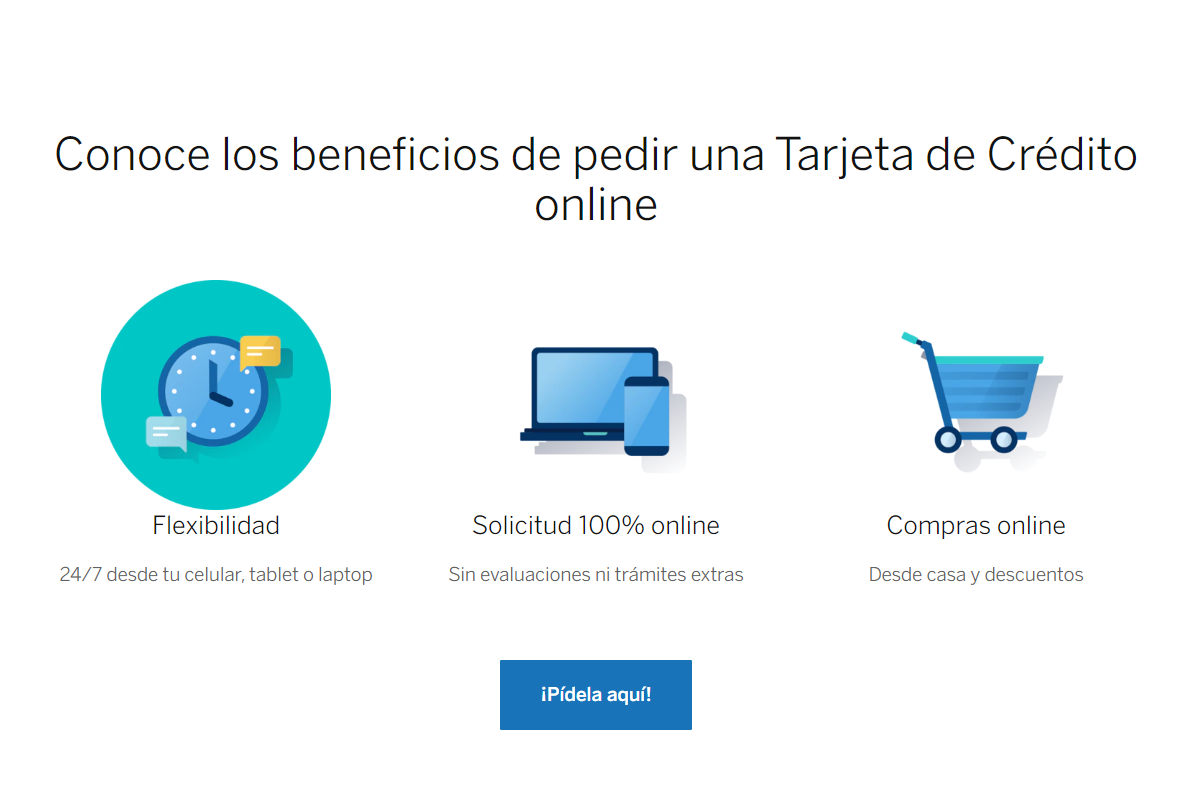 Conoce los beneficios de pedir una Tarjeta de Crédito
online
Flexibilidad
24/7 desde tu celular, tablet o laptop
Solicitud 100% online
Sin evaluaciones ni trámites extras
Compras online
Desde casa y descuentos
¡Pídela aquí!